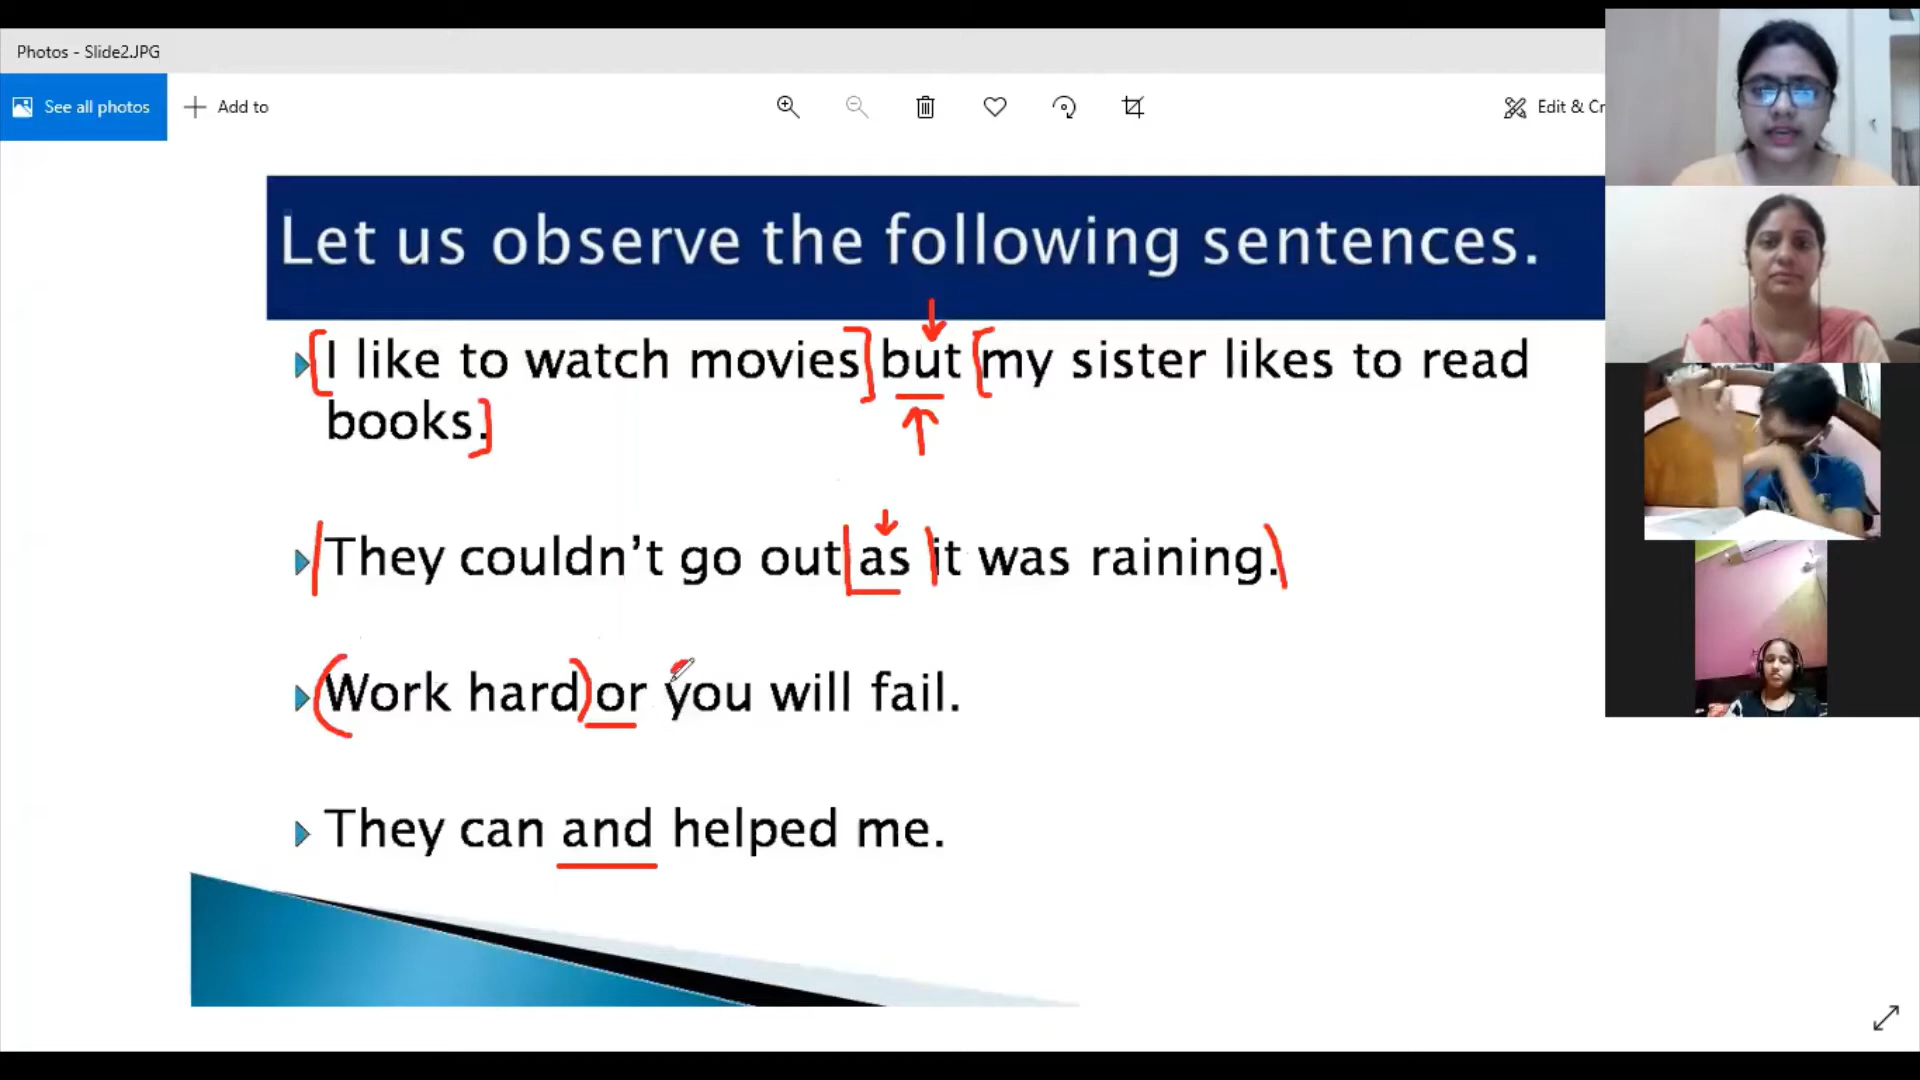 Photos - Slide2.JPG
See all photos
Add to
Edit & Cr
Let us observe the following sentences.
I like to watch movies but my sister likes to read
books.
They couldn't go out as it was raining.
Work hard or you will fail.
They can and helped me.